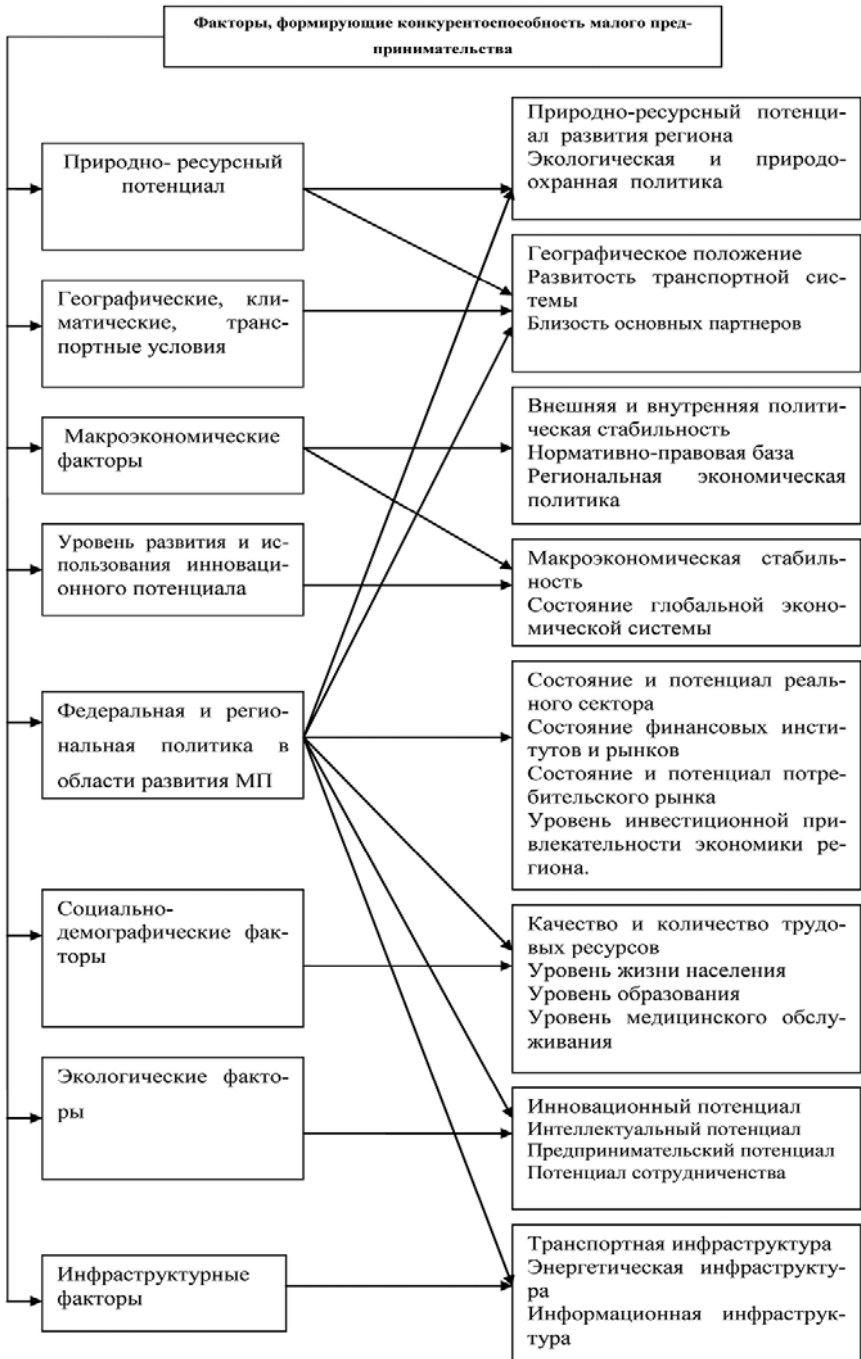 Факторы, формирующие конкурентоспособность малого пред-
принимательства
Природно- ресурсный
потенциал
Географические, кли-
матические, транс-
портные условия
Макроэкономические
факторы
Уровень развития и ис-
пользования инноваци-
онного потенциала
Федеральная и регио-
нальная политика в
области развития МП
Социально-
демографические фак-
торы
Экологические факто-
ры
Инфраструктурные
факторы
Природно-ресурсный потенци-
ал развития региона
Экологическая и природо-
охранная политика
Географическое положение
Развитость транспортной сис-
темы
Близость основных партнеров
Внешняя и внутренняя полити-
ческая стабильность
Нормативно-правовая база
Региональная экономическая
политика
Макроэкономическая стабиль-
ность
Состояние глобальной эконо-
мической системы
Состояние и потенциал реаль-
ного сектора
Состояние финансовых инсти-
тутов и рынков
Состояние и потенциал потре-
бительского рынка
Уровень инвестиционной при-
влекательности экономики ре-
гиона.
Качество и количество трудо-
вых ресурсов
Уровень жизни населения
Уровень образования
Уровень медицинского обслу-
живания
Инновационный потенциал
Интеллектуальный потенциал
Предпринимательский потенциал
Потенциал сотрудниченства
Транспортная инфраструктура
Энергетическая инфраструкту-
ра
Информационная инфраструк-
тура